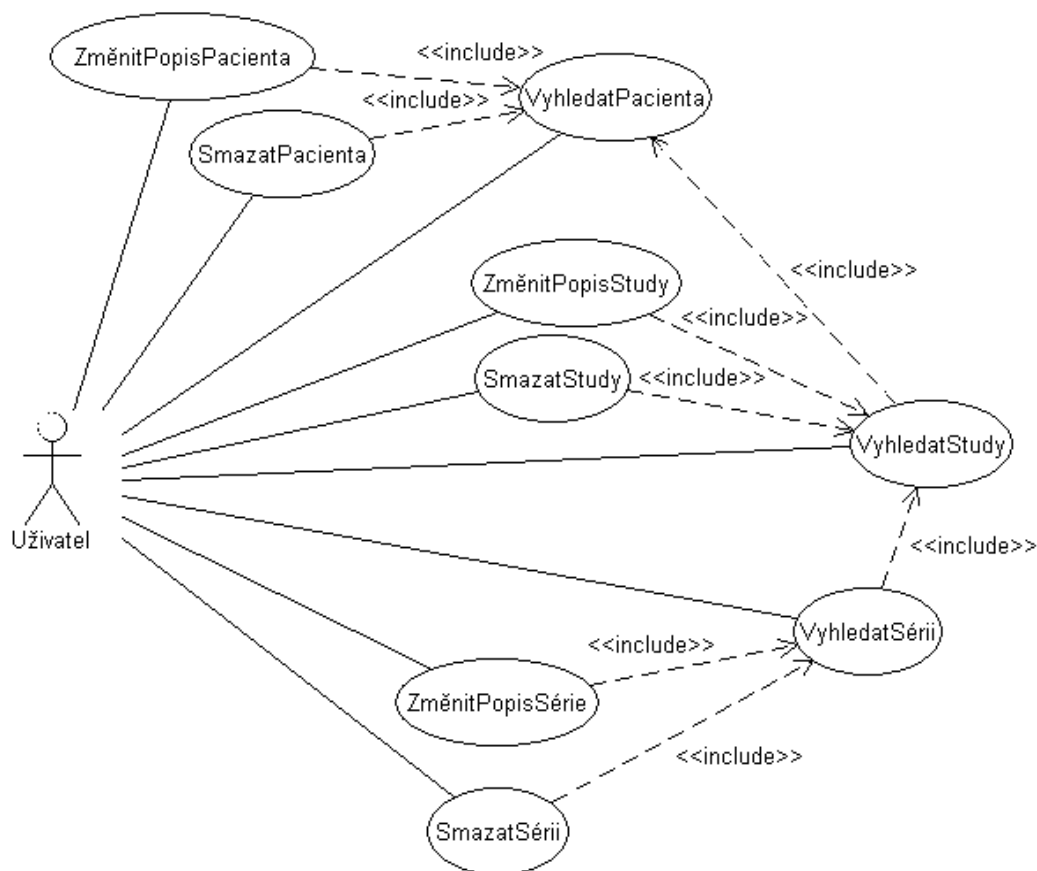 ZměnitPopisPacienta
<<include>>
VyhledatPacienta
<<include>>
SmazatPacienta
<<include>>
ZměnitPopisStudy
<<include>>
SmazatStudy
<<include>>
VyhledatStudy
Uživatel
<<include>>
VyhledatSérii
<<include>>
ZměnitPopisSérie
<<include>>
SmazatSérii